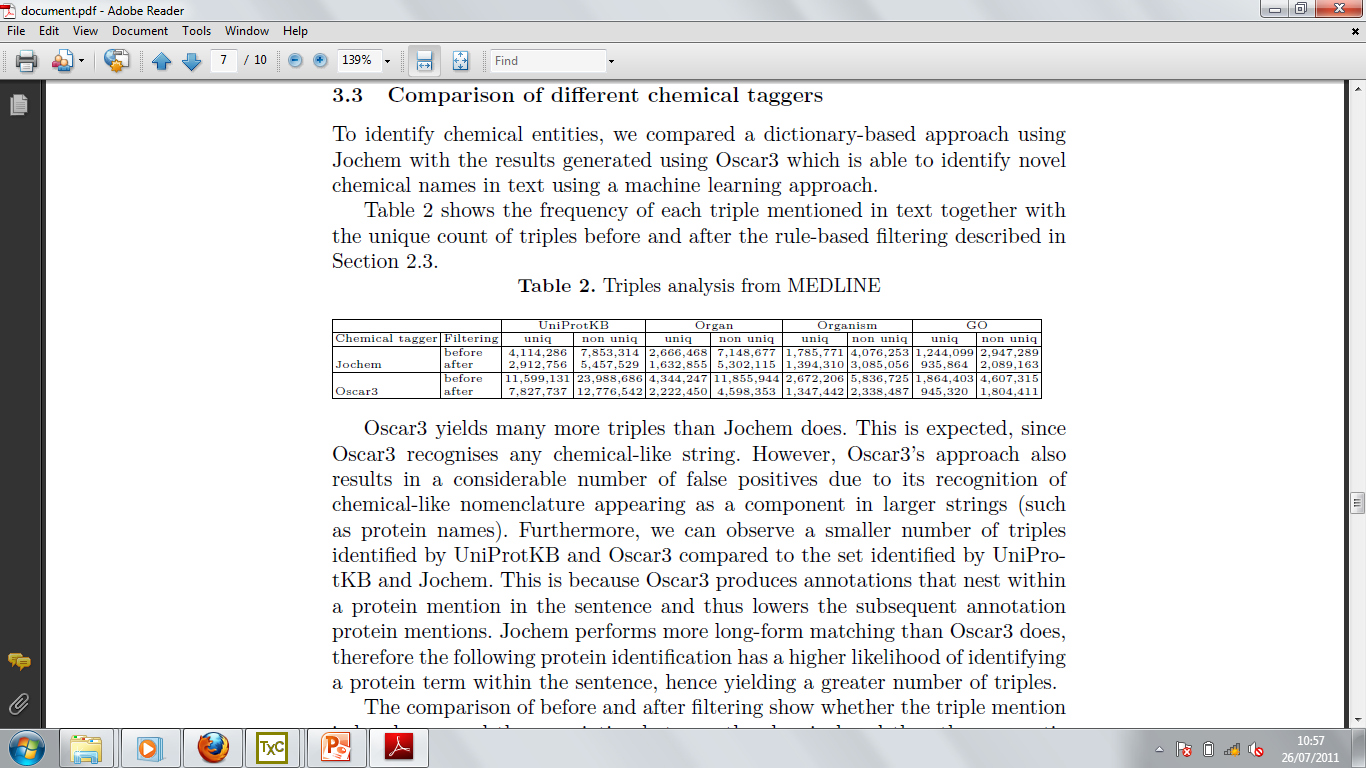 document.pdf - Adobe Reader
File Edit View Document Tools Window Help
7 / 10 139% Find
3.3 Comparison of different chemical taggers
To identify chemical entities, we compared a dictionary-based approach using
Jochem with the results generated using Oscar3 which is able to identify novel
chemical names in text using a machine learning approach.
Table 2 shows the frequency of each triple mentioned in text together with
the unique count of triples before and after the rule-based filtering described in
Section 2.3.
Table 2. Triples analysis from MEDLINE
UniProtKB Organ Organism GO
Chemical tagger Filtering uniq non uniq uniq non uniq uniq non uniq uniq non uniq
before 4,114,286 7,853,314 2,666,468 7,148,677 1,785,771 4,076,253 1,244,099 2,947,289
Jochem after 2,912,756 5,457,529 1,632,855 5,302,115 1,394,310 3,085,056 935,864 2,089,163
before 11,599,131 23,988,686 4,344,247 11,855,944 2,672,206 5,836,725 1,864,403 4,607,315
Oscar3 after 7,827,737 12,776,542 2,222,450 4,598,353 1,347,442 2,338,487 945,320 1,804,411
Oscar3 yields many more triples than Jochem does. This is expected, since
Oscar3 recognises any chemical-like string. However, Oscar3's approach also
results in a considerable number of false positives due to its recognition of
chemical-like nomenclature appearing as a component in larger strings (such
as protein names). Furthermore, we can observe a smaller number of triples
identified by UniProtKB and Oscar3 compared to the set identified by UniPro-
tKB and Jochem. This is because Oscar3 produces annotations that nest within
a protein mention in the sentence and thus lowers the subsequent annotation
protein mentions. Jochem performs more long-form matching than Oscar3 does,
therefore the following protein identification has a higher likelihood of identifying
a protein term within the sentence, hence yielding a greater number of triples.
The comparison of before and after filtering show whether the triple mention
TxC
10:57
26/07/2011